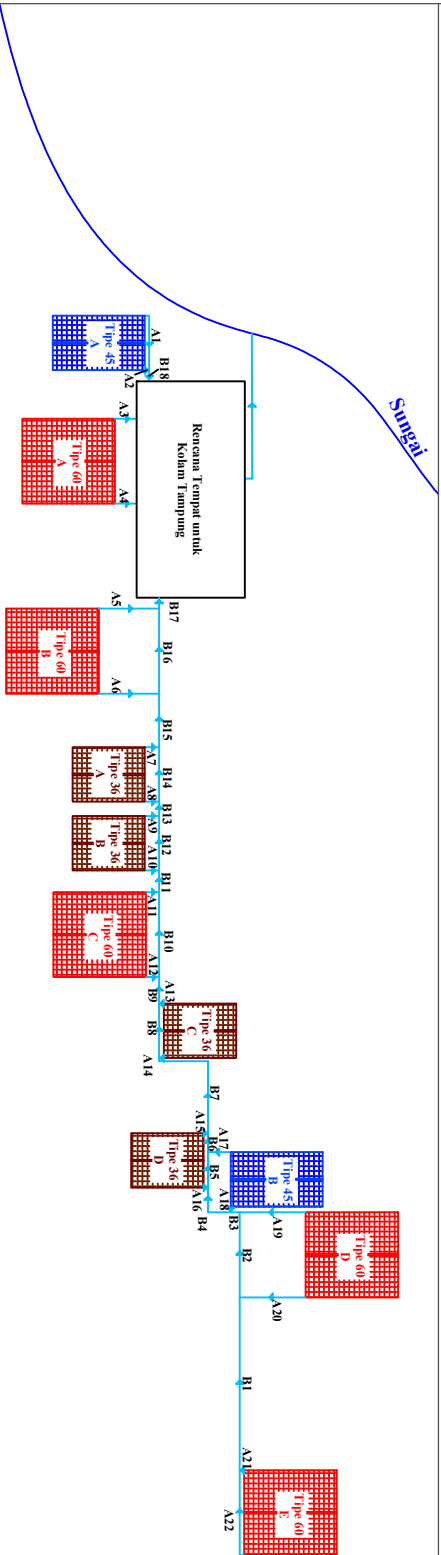 Sungai
A1
B18
Tipe 45
A
A2
A3
Tipe 60
A
A4
Rencana Tempat untuk
Kolam Tampung
B17
A5
Tipe 60
B
B16
A6
B15
A7
Tipe 36
A
B14
A8
B13
A9
Tipe 36
B
B12
A10
B11
A11
Tipe 60
C
B10
A12
A13
B9
Tipe 36
C
B8
A14
B7
A15
B6
A17
Tipe 36
D
B5
A16
B4
Tipe 45
B
A18
B3
A19
Tipe 60
D
B2
A20
B1
A21
Tipe 60
E
A22